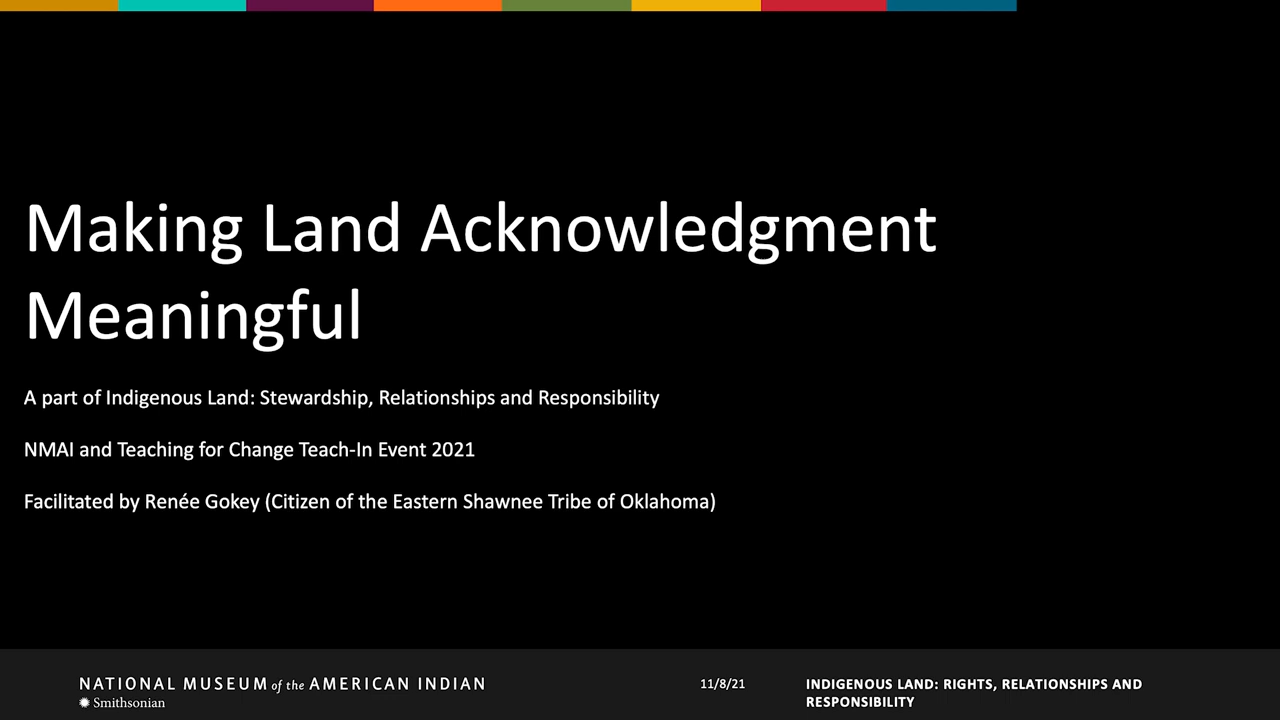 Making Land Acknowledgment
Meaningful
A part of Indigenous Land: Stewardship, Relationships and Responsibility
NMAI and Teaching for Change Teach-In Event 2021
Facilitated by Renée Gokey (Citizen of the Eastern Shawnee Tribe of Oklahoma)
NATIONAL MUSEUM of the AMERICAN INDIAN
Smithsonian
11/8/21
INDIGENOUS LAND: RIGHTS, RELATIONSHIPS AND
RESPONSIBILITY